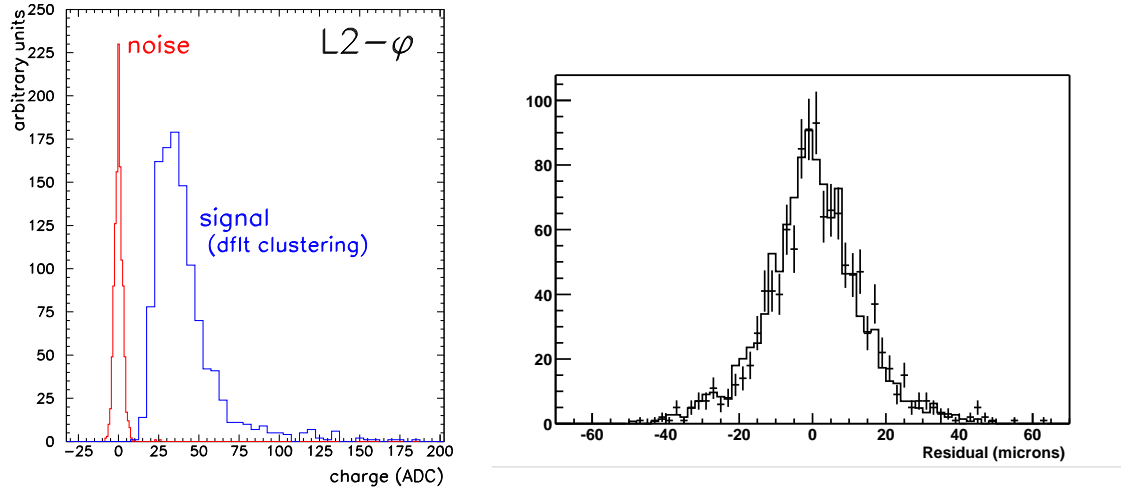 250
225
200
175
150
125
100
75
50
25
0
arbitrary units
L2-φ
noise
signal
(dflt clustering)
-25 0 25 50 75 100 125 150 175 200
charge (ADC)
100
80
60
40
20
0
-60 -40 -20 0 20 40 60
Residual (microns)